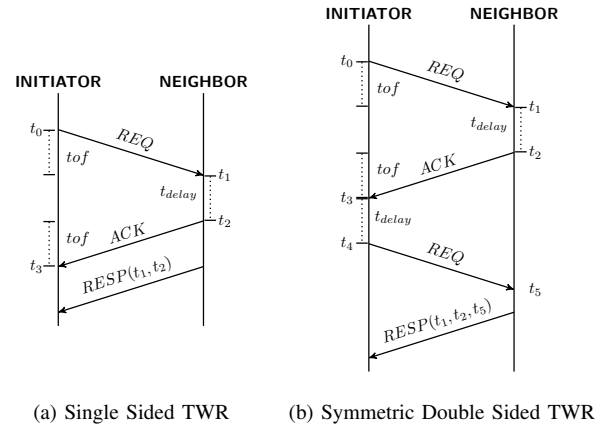 INITIATOR NEIGHBOR
t0
REQ
tof
t1
tdelay
t2
ACK
tof
t3
RESP(t1, t2)
(a) Single Sided TWR
INITIATOR NEIGHBOR
t0
REQ
tof
t1
tdelay
t2
ACK
tof
t3
tdelay
t4
REQ
t5
RESP(t1, t2, t5)
(b) Symmetric Double Sided TWR